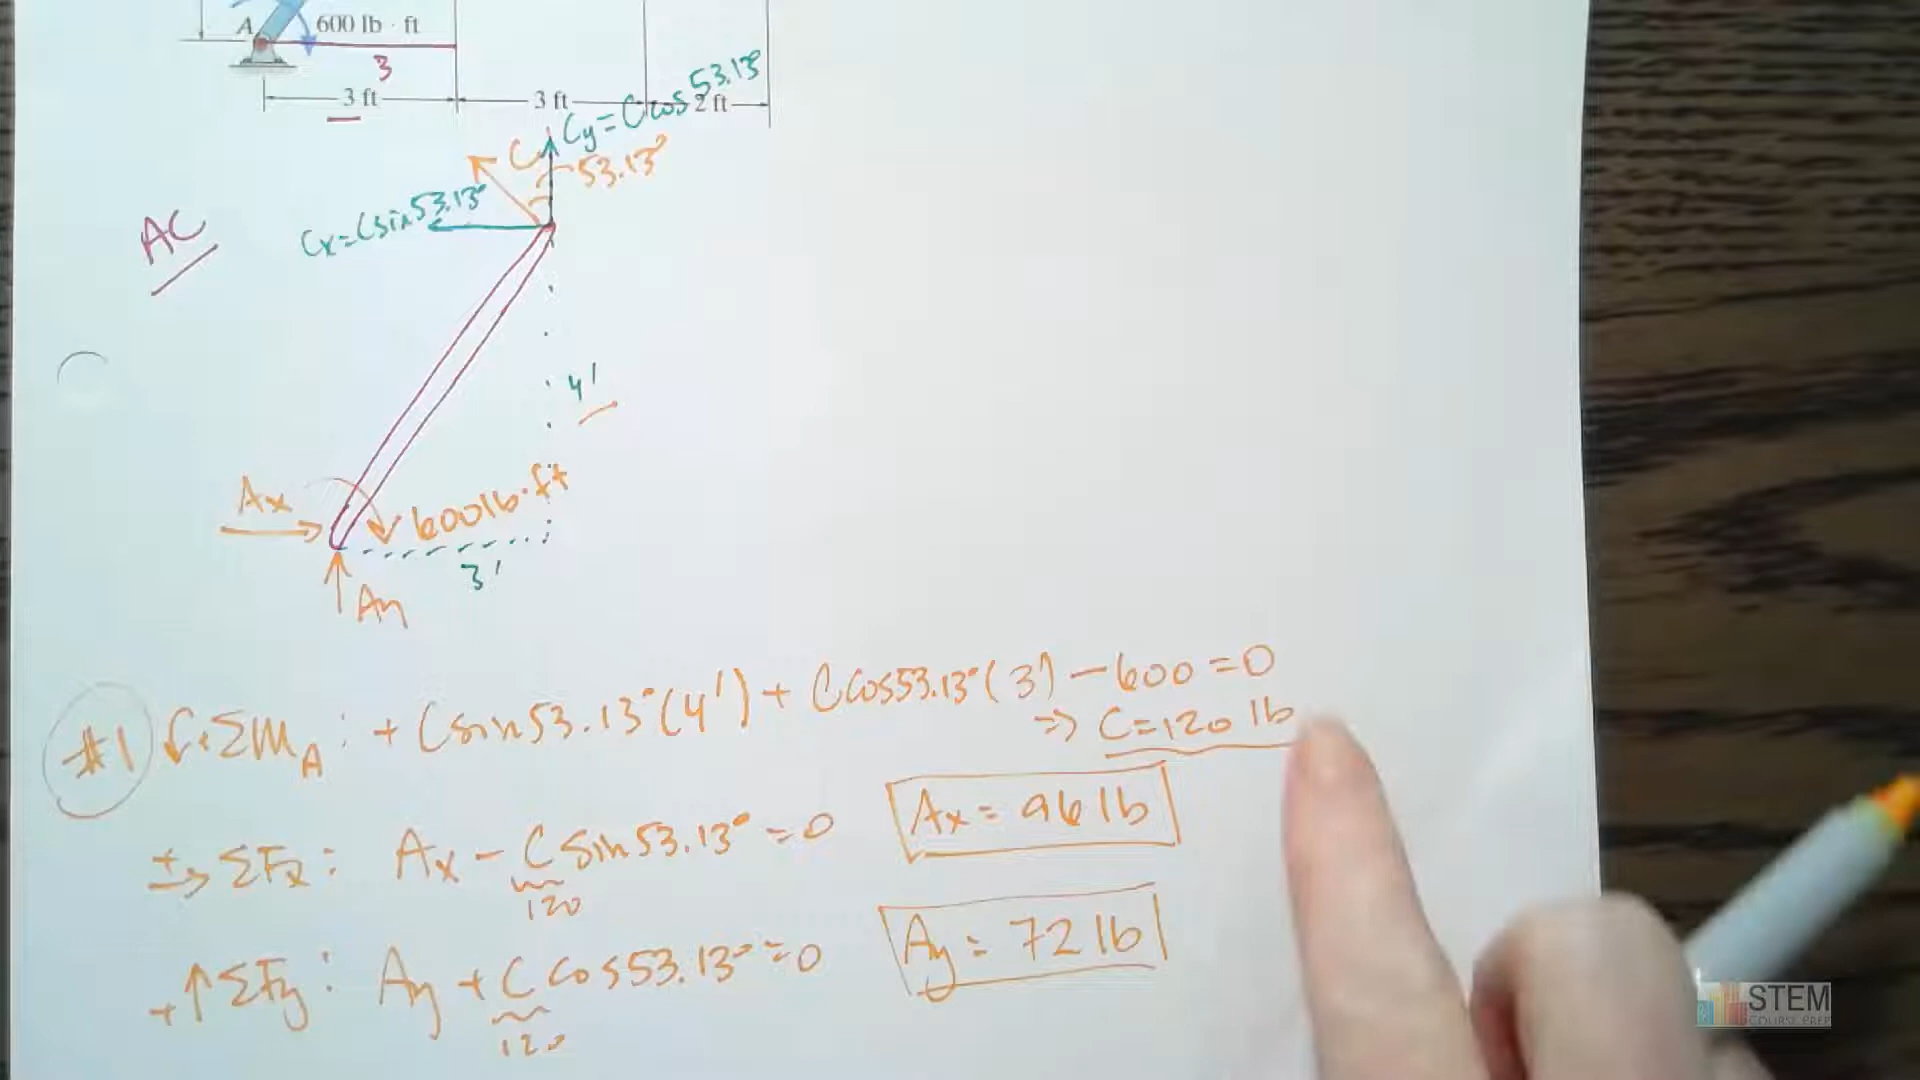 A 600 lb · ft
3
3 ft 3 ft 2 ft
Cy = C cos 53.13°
C 53.13°
Cx = C sin 53.13°
AC
4'
Ax
600 lb·ft
3'
Ay
#1 + ΣMA : + C sin 53.13° (4') + C cos 53.13° (3') - 600 = 0
⇒ C = 120 lb
+→ ΣFx : Ax - C sin 53.13° = 0 Ax = 96 lb
120
+↑ ΣFy : Ay + C cos 53.13° = 0 Ay = 72 lb
120
STEM
COURSE PREP